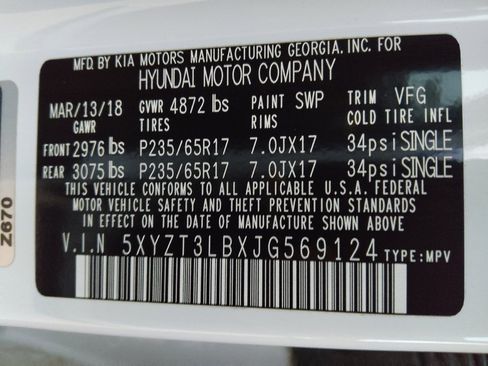 MFD. BY KIA MOTORS MANUFACTURING GEORGIA, INC. FOR
HYUNDAI MOTOR COMPANY
MAR/13/18 GVWR 4872 lbs PAINT SWP TRIM VFG
GAWR TIRES RIMS COLD TIRE INFL
FRONT 2976 lbs P235/65R17 7.0JX17 34psi SINGLE
REAR 3075 lbs P235/65R17 7.0JX17 34psi SINGLE
THIS VEHICLE CONFORMS TO ALL APPLICABLE U.S.A. FEDERAL
MOTOR VEHICLE SAFETY AND THEFT PREVENTION STANDARDS
IN EFFECT ON THE DATE OF MANUFACTURE SHOWN ABOVE.
V.I.N 5XYZT3LBXJG569124 TYPE:MPV
Z670